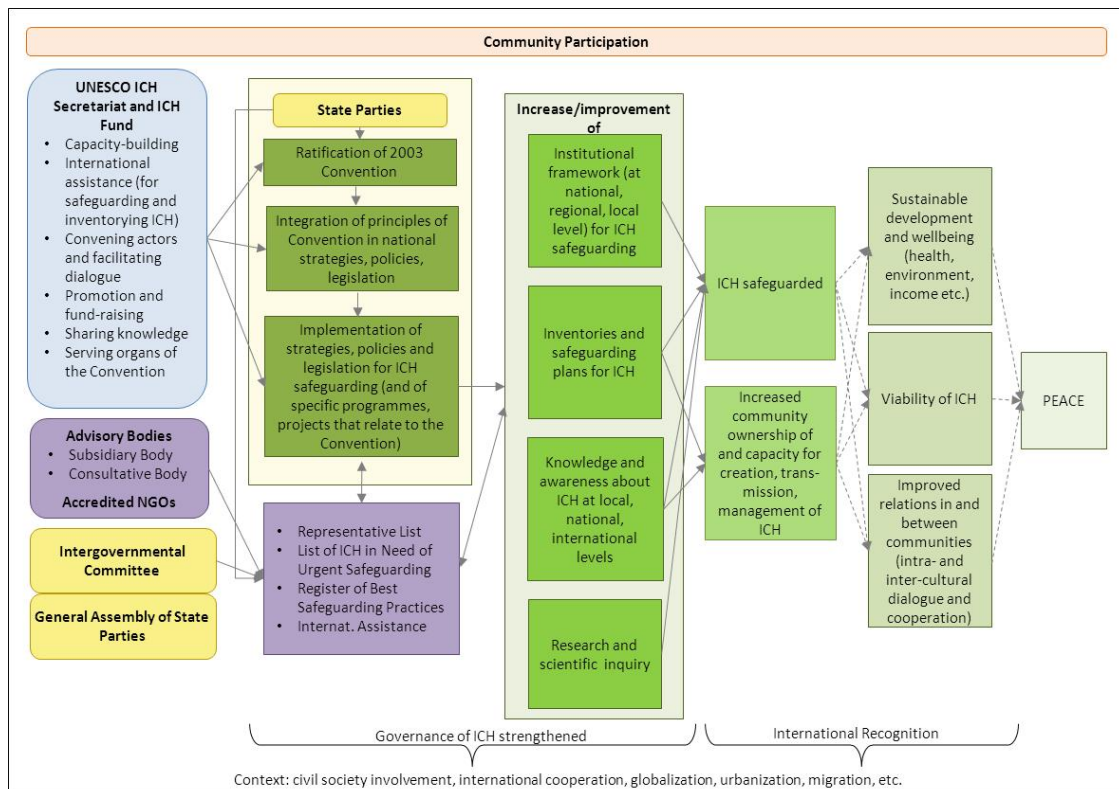 Community Participation
UNESCO ICH
Secretariat and ICH
Fund
• Capacity-building
• International
assistance (for
safeguarding and
inventorying ICH)
• Convening actors
and facilitating
dialogue
• Promotion and
fund-raising
• Sharing knowledge
• Serving organs of
the Convention
Advisory Bodies
• Subsidiary Body
• Consultative Body
Accredited NGOs
Intergovernmental
Committee
General Assembly of State
Parties
State Parties
Ratification of 2003
Convention
Integration of principles of
Convention in national
strategies, policies,
legislation
Implementation of
strategies, policies and
legislation for ICH
safeguarding (and of
specific programmes,
projects that relate to the
Convention)
• Representative List
• List of ICH in Need of
Urgent Safeguarding
• Register of Best
Safeguarding Practices
• Internat. Assistance
Increase/improvement
of
Institutional
framework (at
national,
regional, local
level) for ICH
safeguarding
Inventories and
safeguarding
plans for ICH
Knowledge and
awareness about
ICH at local,
national,
international
levels
Research and
scientific inquiry
ICH safeguarded
Increased
community
ownership of
and capacity for
creation, trans-
mission,
management of
ICH
Sustainable
development
and wellbeing
(health,
environment,
income etc.)
Viability of ICH
Improved
relations in and
between
communities
(intra- and
inter-cultural
dialogue and
cooperation)
PEACE
Governance of ICH strengthened
International Recognition
Context: civil society involvement, international cooperation, globalization, urbanization, migration, etc.